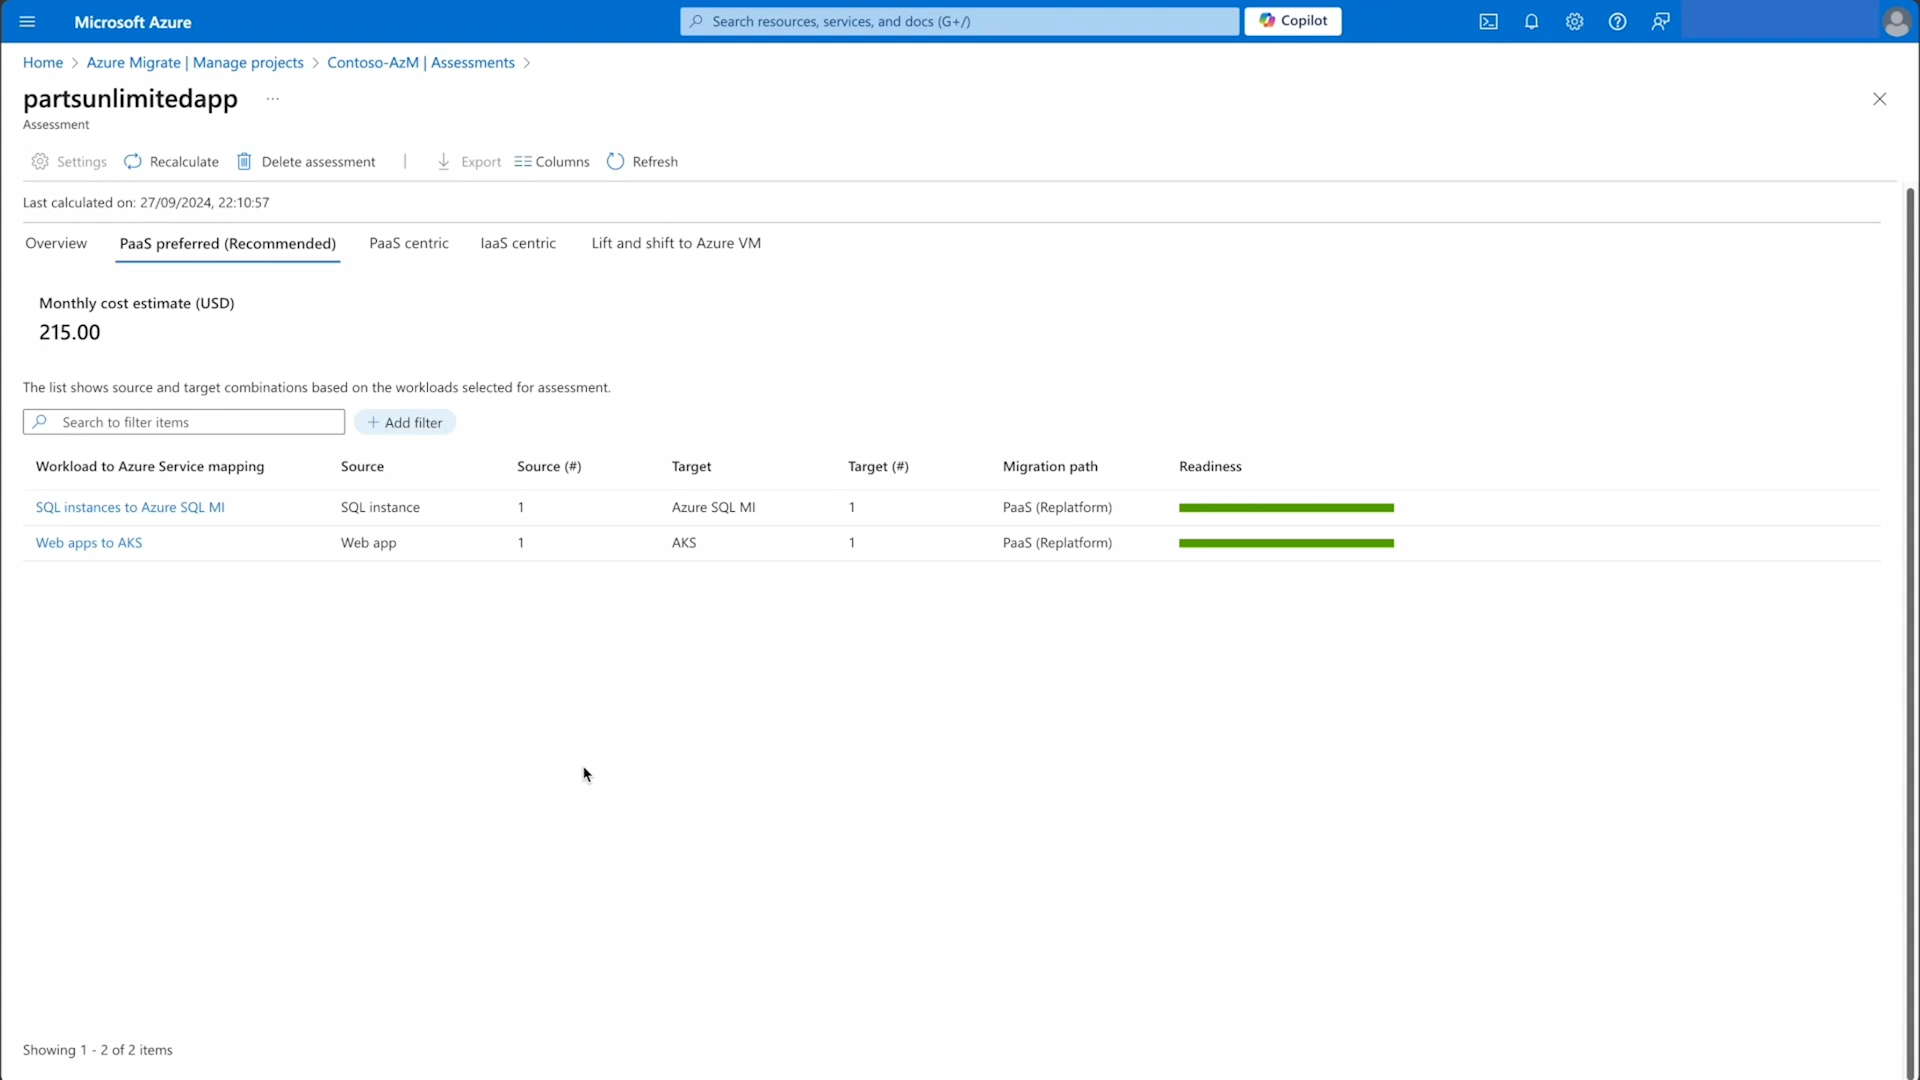 Microsoft Azure
Search resources, services, and docs (G+/)
Copilot
Home > Azure Migrate | Manage projects > Contoso-AzM | Assessments >
partsunlimitedapp ...
Assessment
Settings Recalculate Delete assessment | Export Columns Refresh
Last calculated on: 27/09/2024, 22:10:57
Overview PaaS preferred (Recommended) PaaS centric IaaS centric Lift and shift to Azure VM
Monthly cost estimate (USD)
215.00
The list shows source and target combinations based on the workloads selected for assessment.
Search to filter items + Add filter
Workload to Azure Service mapping Source Source (#) Target Target (#) Migration path Readiness
SQL instances to Azure SQL MI SQL instance 1 Azure SQL MI 1 PaaS (Replatform)
Web apps to AKS Web app 1 AKS 1 PaaS (Replatform)
Showing 1 - 2 of 2 items